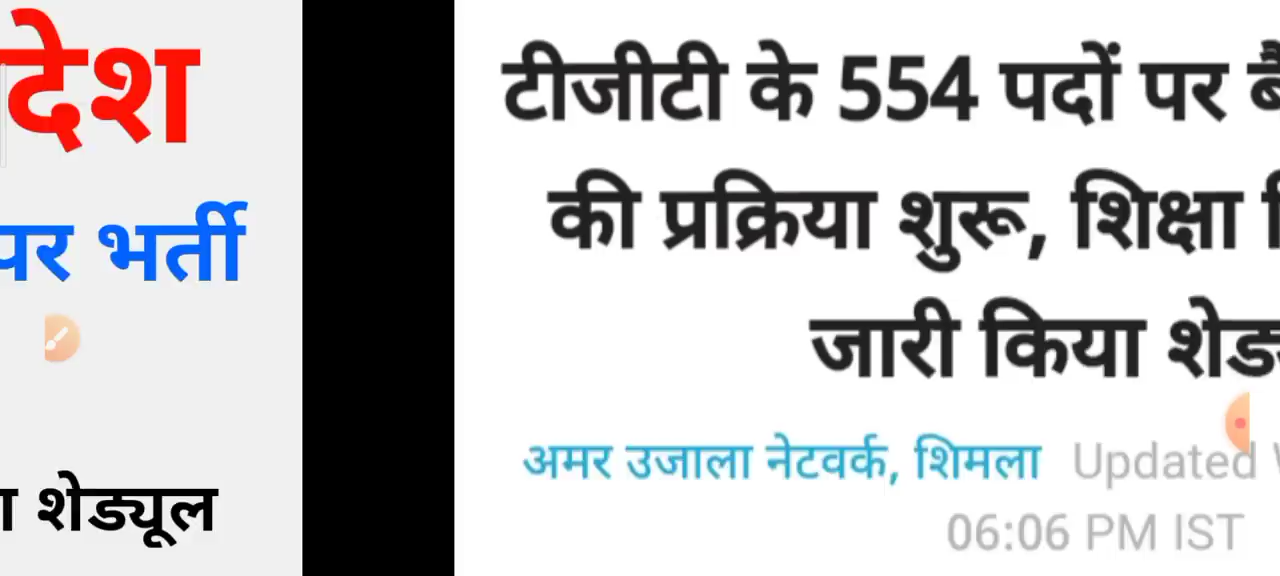 देश
पर भर्ती
शेड्यूल
टीजीटी के 554 पदों पर
की प्रक्रिया शुरू, शिक्षा
जारी किया
अमर उजाला नेटवर्क, शिमला Updated
06:06 PM IST